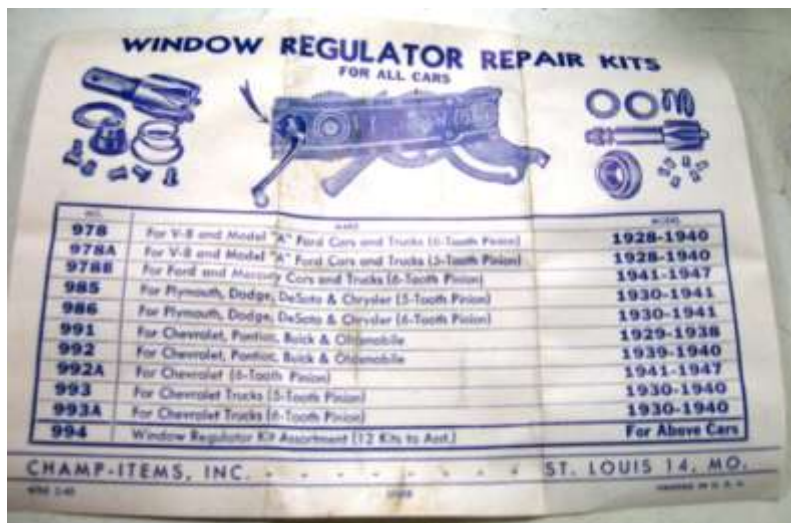 WINDOW REGULATOR REPAIR KITS
FOR ALL CARS
NO. MAKE MODEL
978 For V-8 and Model "A" Ford Cars and Trucks (6-Tooth Pinion) 1928-1940
978A For V-8 and Model "A" Ford Cars and Trucks (5-Tooth Pinion) 1928-1940
978B For Ford and Mercury Cars and Trucks (6-Tooth Pinion) 1941-1947
985 For Plymouth, Dodge, DeSoto & Chrysler (5-Tooth Pinion) 1930-1941
986 For Plymouth, Dodge, DeSoto & Chrysler (6-Tooth Pinion) 1930-1941
991 For Chevrolet, Pontiac, Buick & Oldsmobile 1929-1938
992 For Chevrolet, Pontiac, Buick & Oldsmobile 1939-1940
992A For Chevrolet (6-Tooth Pinion) 1941-1947
993 For Chevrolet Trucks (5-Tooth Pinion) 1930-1940
993A For Chevrolet Trucks (6-Tooth Pinion) 1930-1940
994 Window Regulator Kit Assortment (12 Kits to Asst.) For Above Cars
CHAMP-ITEMS, INC. - - - - - - - ST. LOUIS 14, MO.